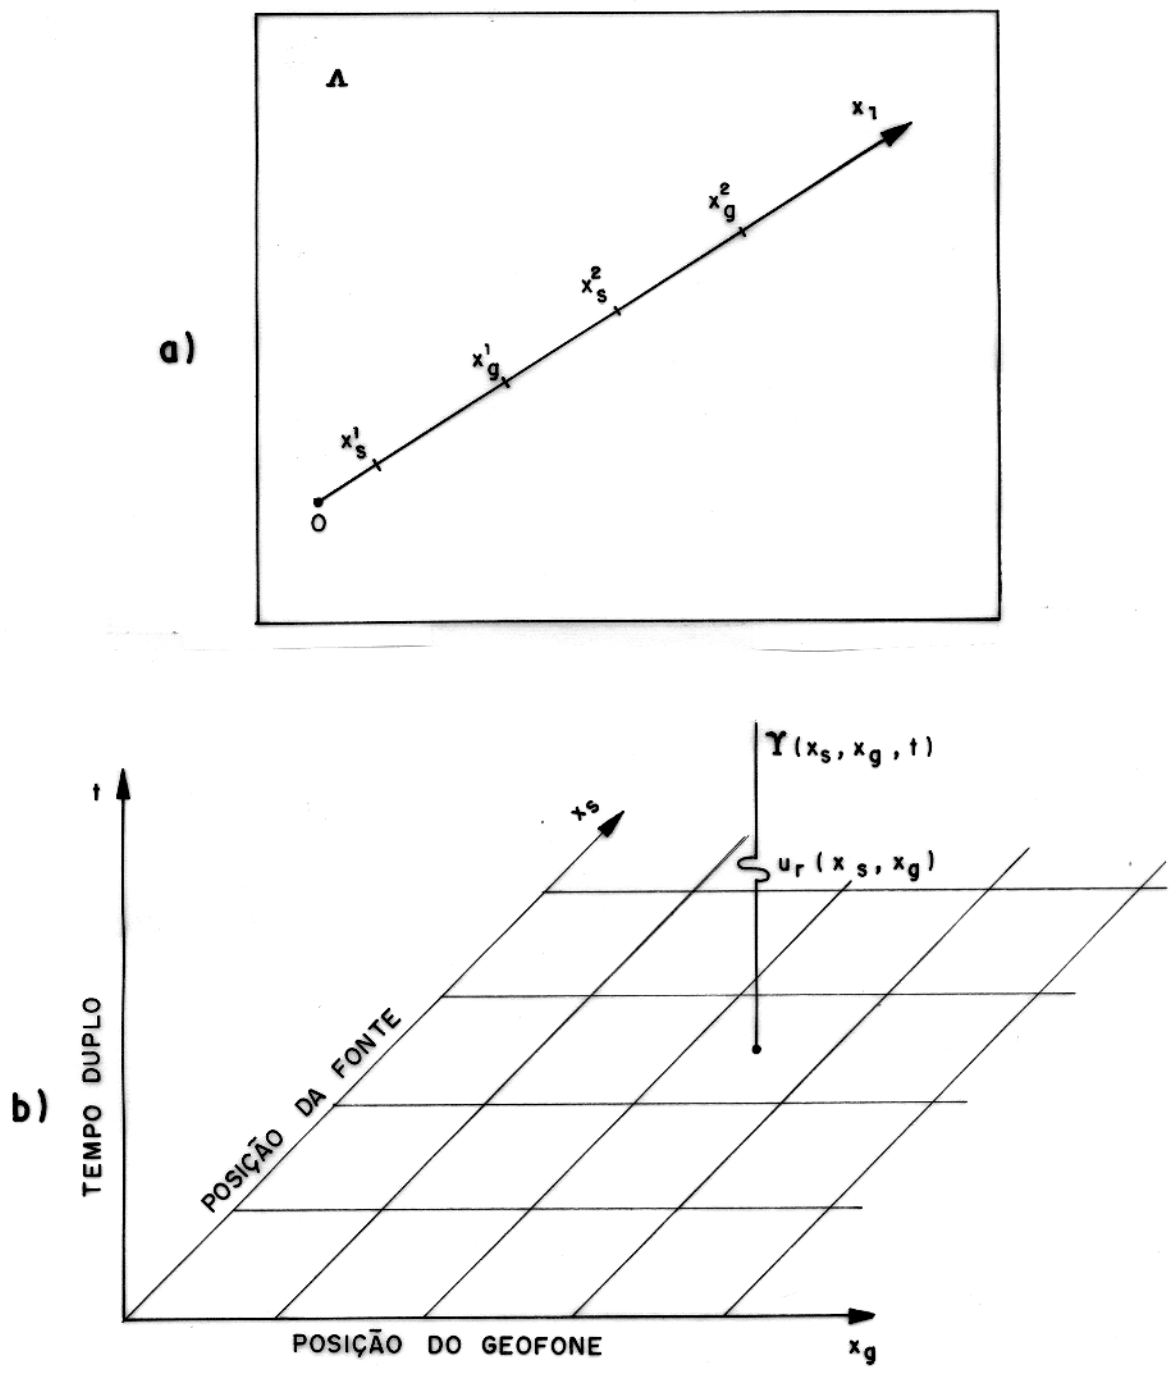 Λ
x₁
x²g
x²s
a)
x¹g
x¹s
O
ϒ(xs, xg, t)
t
xs
ur(xs, xg)
b)
TEMPO DUPLO
POSIÇÃO DA FONTE
POSIÇÃO DO GEOFONE
xg